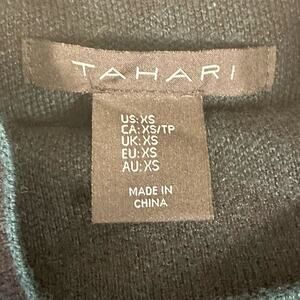 TAHARI
US:XS
CA:XS/TP
UK:XS
EU:XS
AU:XS
MADE IN
CHINA